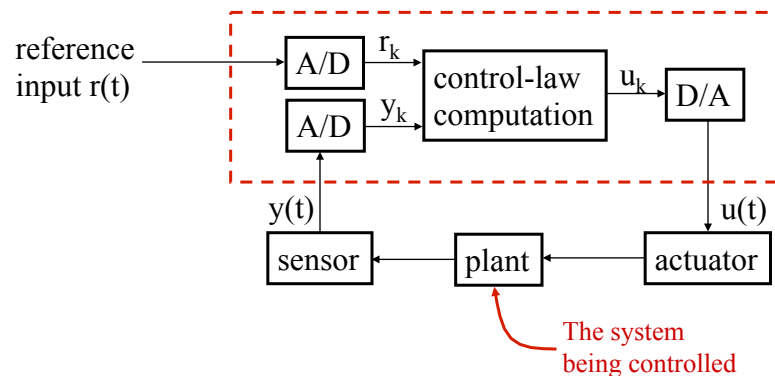 reference
input r(t)
A/D
r_k
A/D
y_k
control-law
computation
u_k
D/A
y(t)
u(t)
sensor
plant
actuator
The system
being controlled